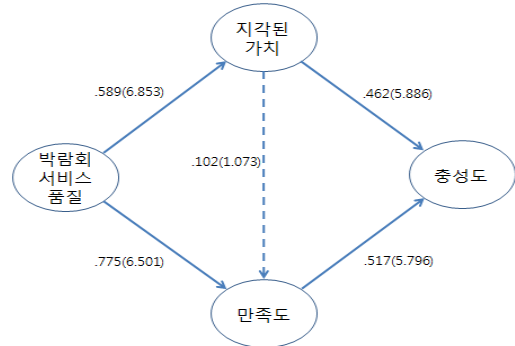 지각된
가치
.589(6.853)
.462(5.886)
박람회
서비스
품질
.102(1.073)
충성도
.775(6.501)
.517(5.796)
만족도